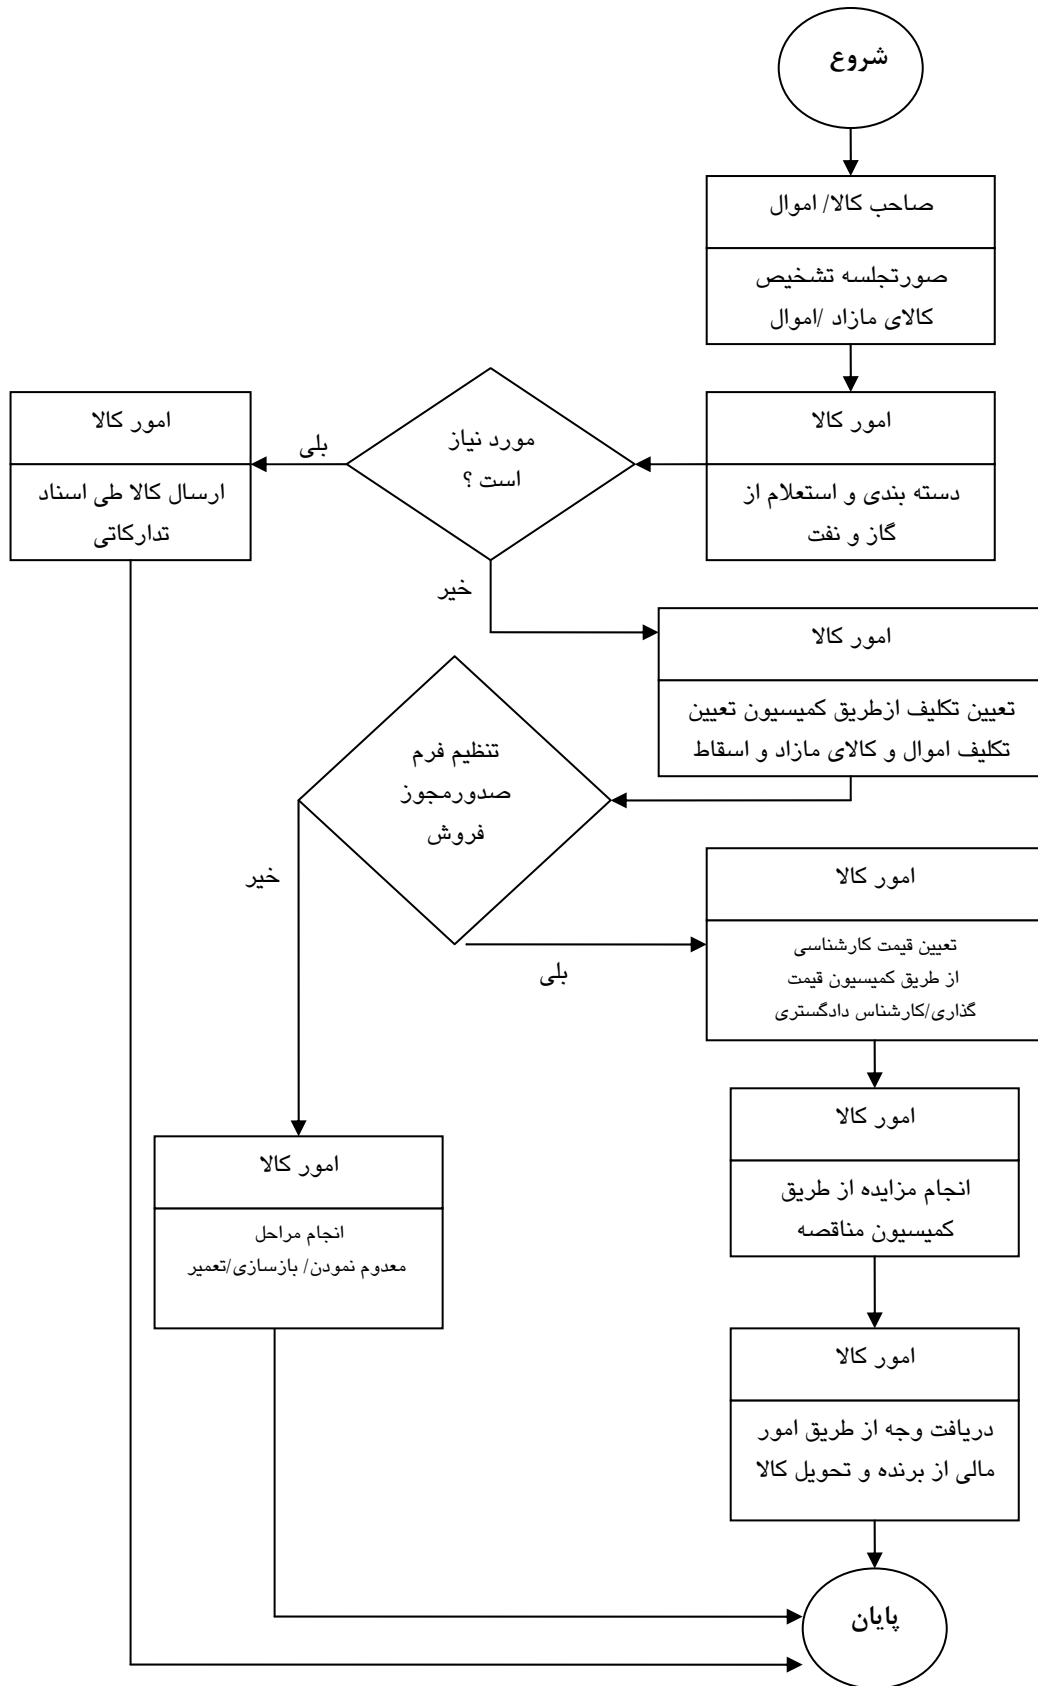 شروع
صاحب کالا/ اموال
صورتجلسه تشخیص
کالای مازاد /اموال
امور کالا
دسته بندی و استعلام از
گاز و نفت
مورد نیاز
است ؟
بلی
امور کالا
ارسال کالا طی اسناد
تدارکاتی
خیر
امور کالا
تعیین تکلیف ازطریق کمیسیون تعیین
تکلیف اموال و کالای مازاد و اسقاط
تنظیم فرم
صدورمجوز
فروش
خیر
بلی
امور کالا
تعیین قیمت کارشناسی
از طریق کمیسیون قیمت
گذاری/کارشناس دادگستری
امور کالا
انجام مزایده از طریق
کمیسیون مناقصه
امور کالا
انجام مراحل
معدوم نمودن/ بازسازی/تعمیر
امور کالا
دریافت وجه از طریق امور
مالی از برنده و تحویل کالا
پایان